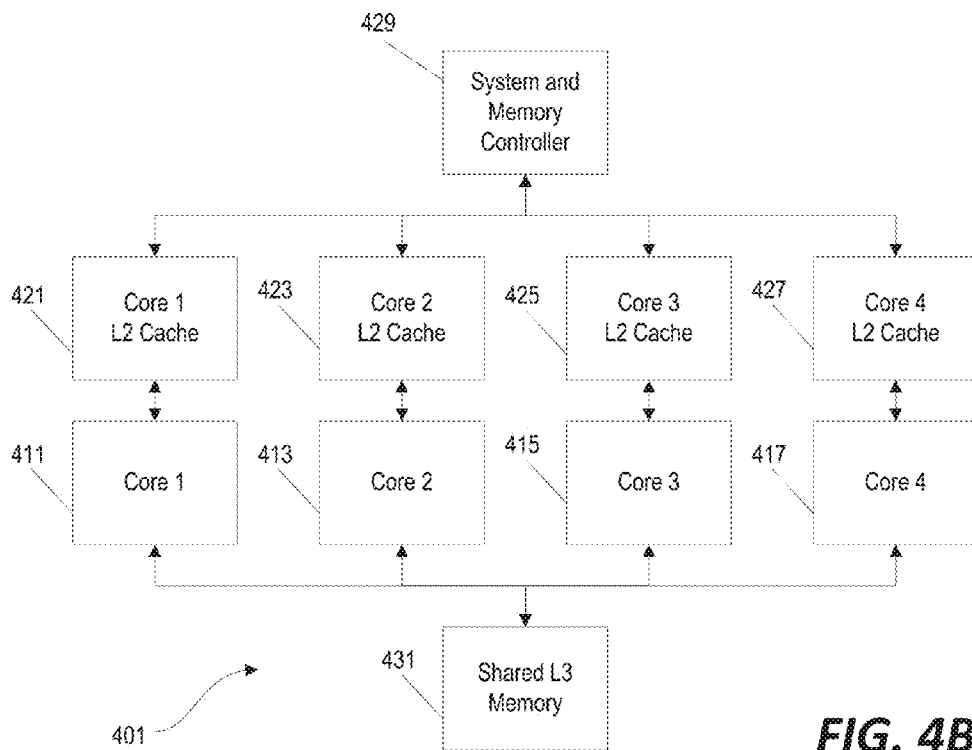 429
System and
Memory
Controller
421
Core 1
L2 Cache
423
Core 2
L2 Cache
425
Core 3
L2 Cache
427
Core 4
L2 Cache
411
Core 1
413
Core 2
415
Core 3
417
Core 4
431
Shared L3
Memory
401
FIG. 4B